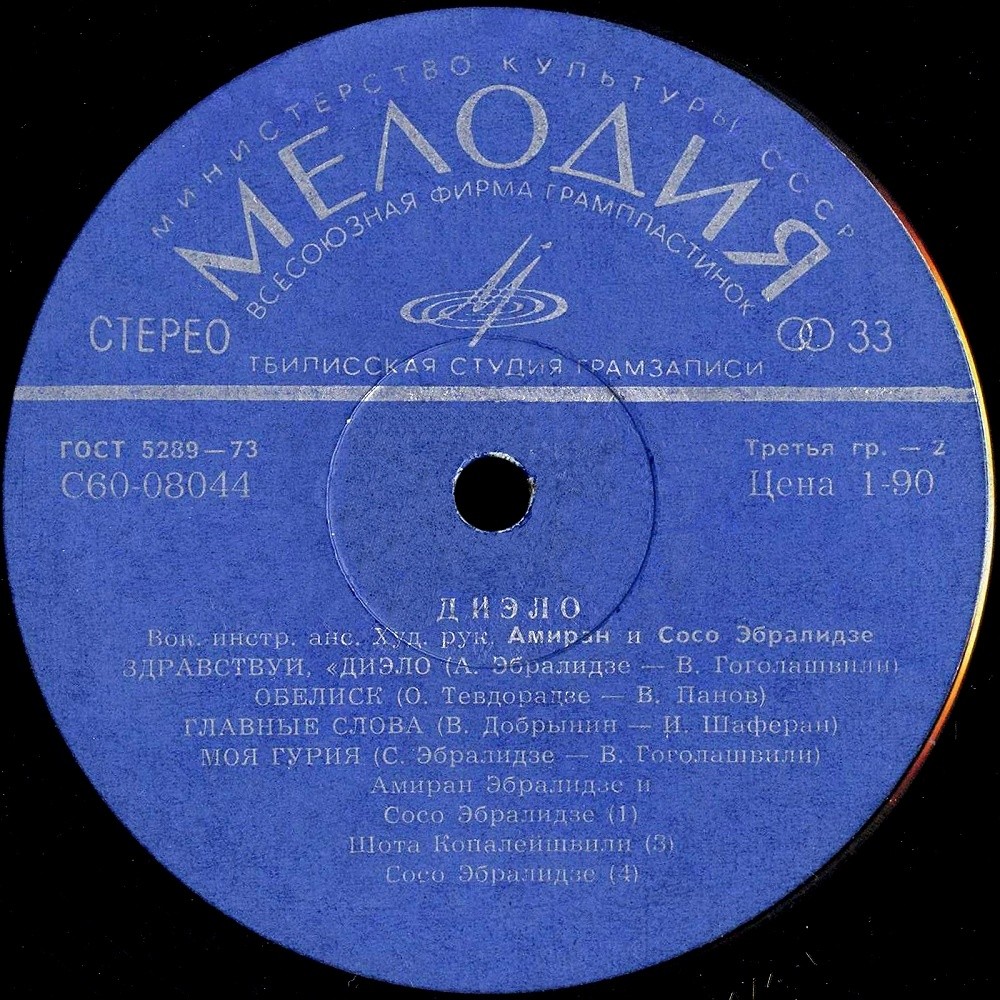 МИНИСТЕРСТВО КУЛЬТУРЫ СССР
МЕЛОДИЯ
ВСЕСОЮЗНАЯ ФИРМА ГРАМПЛАСТИНОК
СТЕРЕО
33
ТБИЛИССКАЯ СТУДИЯ ГРАМЗАПИСИ
ГОСТ 5289—73
Третья гр. — 2
С60-08044
Цена 1-90
ДИЭЛО
Вок. инстр. анс. Худ. рук. Амиран и Сосо Эбралидзе
ЗДРАВСТВУЙ, «ДИЭЛО (А. Эбралидзе — В. Гоголашвили)
ОБЕЛИСК (О. Тевдорадзе — В. Панов)
ГЛАВНЫЕ СЛОВА (В. Добрынин — И. Шаферан)
МОЯ ГУРИЯ (С. Эбралидзе — В. Гоголашвили)
Амиран Эбралидзе и
Сосо Эбралидзе (1)
Шота Копалейшвили (3)
Сосо Эбралидзе (4)